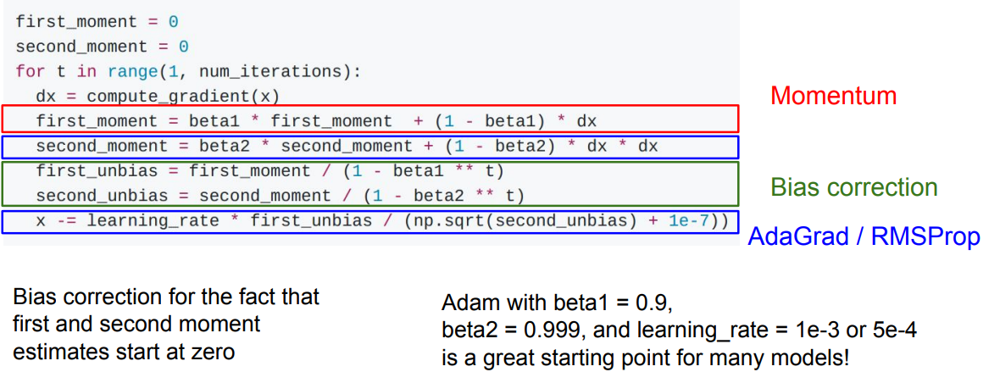 first_moment = 0
second_moment = 0
for t in range(1, num_iterations):
  dx = compute_gradient(x)
  first_moment = beta1 * first_moment  + (1 - beta1) * dx
  second_moment = beta2 * second_moment + (1 - beta2) * dx * dx
  first_unbias = first_moment / (1 - beta1 ** t)
  second_unbias = second_moment / (1 - beta2 ** t)
  x -= learning_rate * first_unbias / (np.sqrt(second_unbias) + 1e-7))
Momentum
Bias correction
AdaGrad / RMSProp
Bias correction for the fact that
first and second moment
estimates start at zero
Adam with beta1 = 0.9,
beta2 = 0.999, and learning_rate = 1e-3 or 5e-4
is a great starting point for many models!